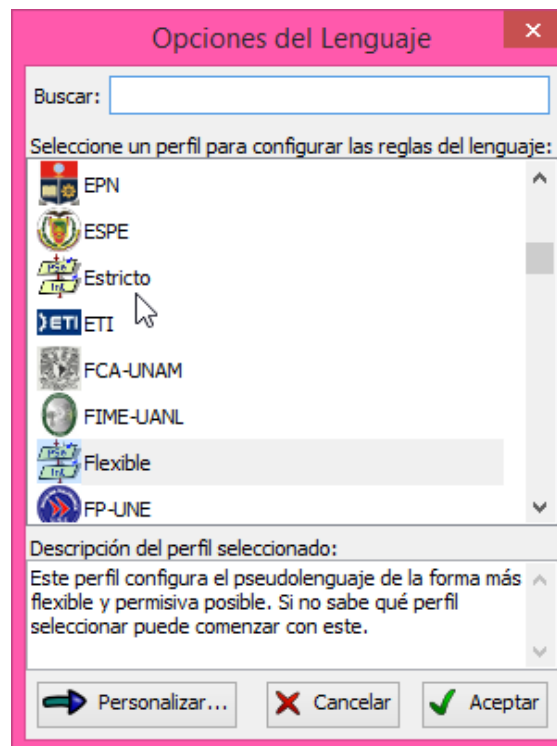 Opciones del Lenguaje
Buscar:
Seleccione un perfil para configurar las reglas del lenguaje:
EPN
ESPE
Estricto
ETI ETI
FCA-UNAM
FIME-UANL
Flexible
FP-UNE
Descripción del perfil seleccionado:
Este perfil configura el pseudolenguaje de la forma más
flexible y permisiva posible. Si no sabe qué perfil
seleccionar puede comenzar con este.
Personalizar... Cancelar Aceptar